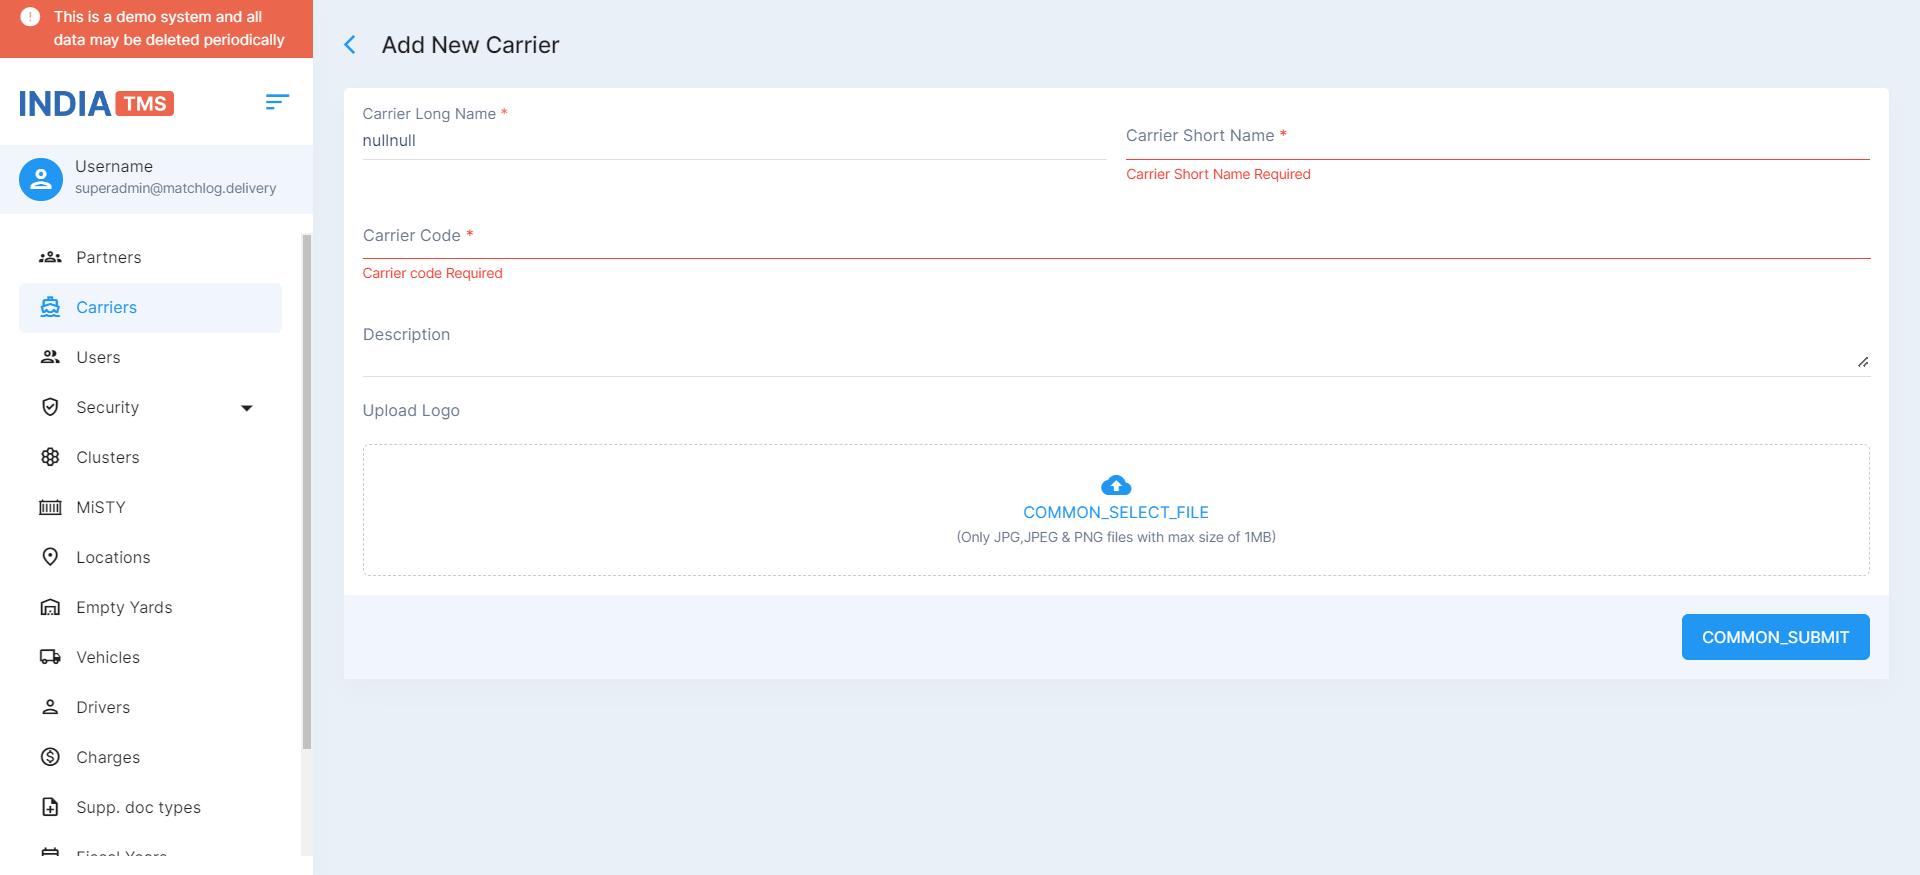 This is a demo system and all
data may be deleted periodically
INDIA TMS
Username
superadmin@matchlog.delivery
Partners
Carriers
Users
Security
Clusters
MiSTY
Locations
Empty Yards
Vehicles
Drivers
Charges
Supp. doc types
Fiscal Years
Add New Carrier
Carrier Long Name *
nullnull
Carrier Short Name *
Carrier Short Name Required
Carrier Code *
Carrier code Required
Description
Upload Logo
COMMON_SELECT_FILE
(Only JPG,JPEG & PNG files with max size of 1MB)
COMMON_SUBMIT